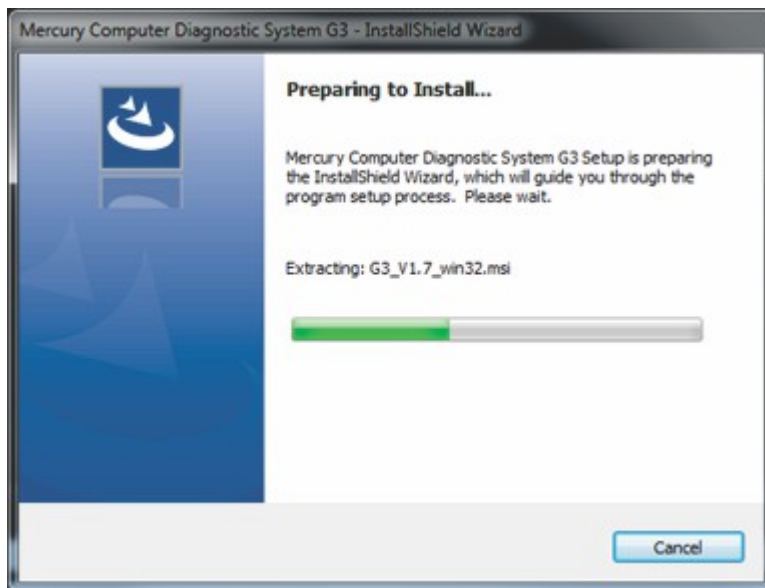 Mercury Computer Diagnostic System G3 - InstallShield Wizard
Preparing to Install...
Mercury Computer Diagnostic System G3 Setup is preparing
the InstallShield Wizard, which will guide you through the
program setup process. Please wait.
Extracting: G3_V1.7_win32.msi
Cancel